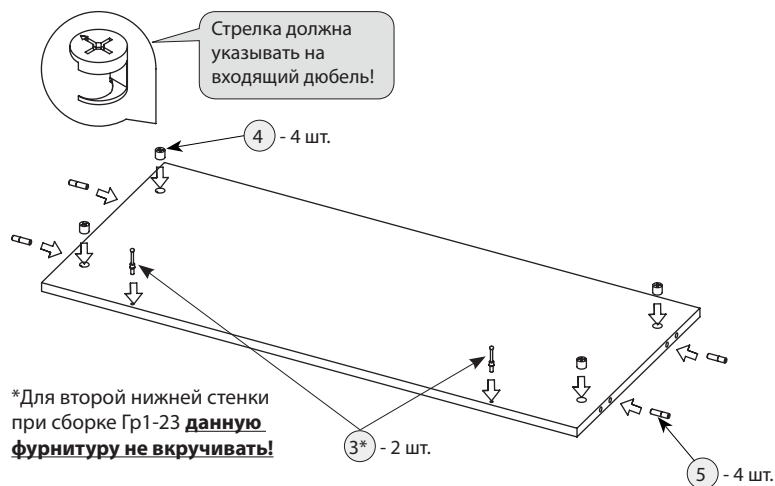 Стрелка должна
указывать на
входящий дюбель!
4 - 4 шт.
*Для второй нижней стенки
при сборке Гр1-23 данную
фурнитуру не вкручивать!
3* - 2 шт.
5 - 4 шт.